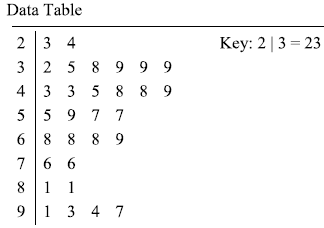 Data Table
2 | 3 4 Key: 2 | 3 = 23
3 | 2 5 8 9 9 9
4 | 3 3 5 8 8 9
5 | 5 9 7 7
6 | 8 8 8 9
7 | 6 6
8 | 1 1
9 | 1 3 4 7